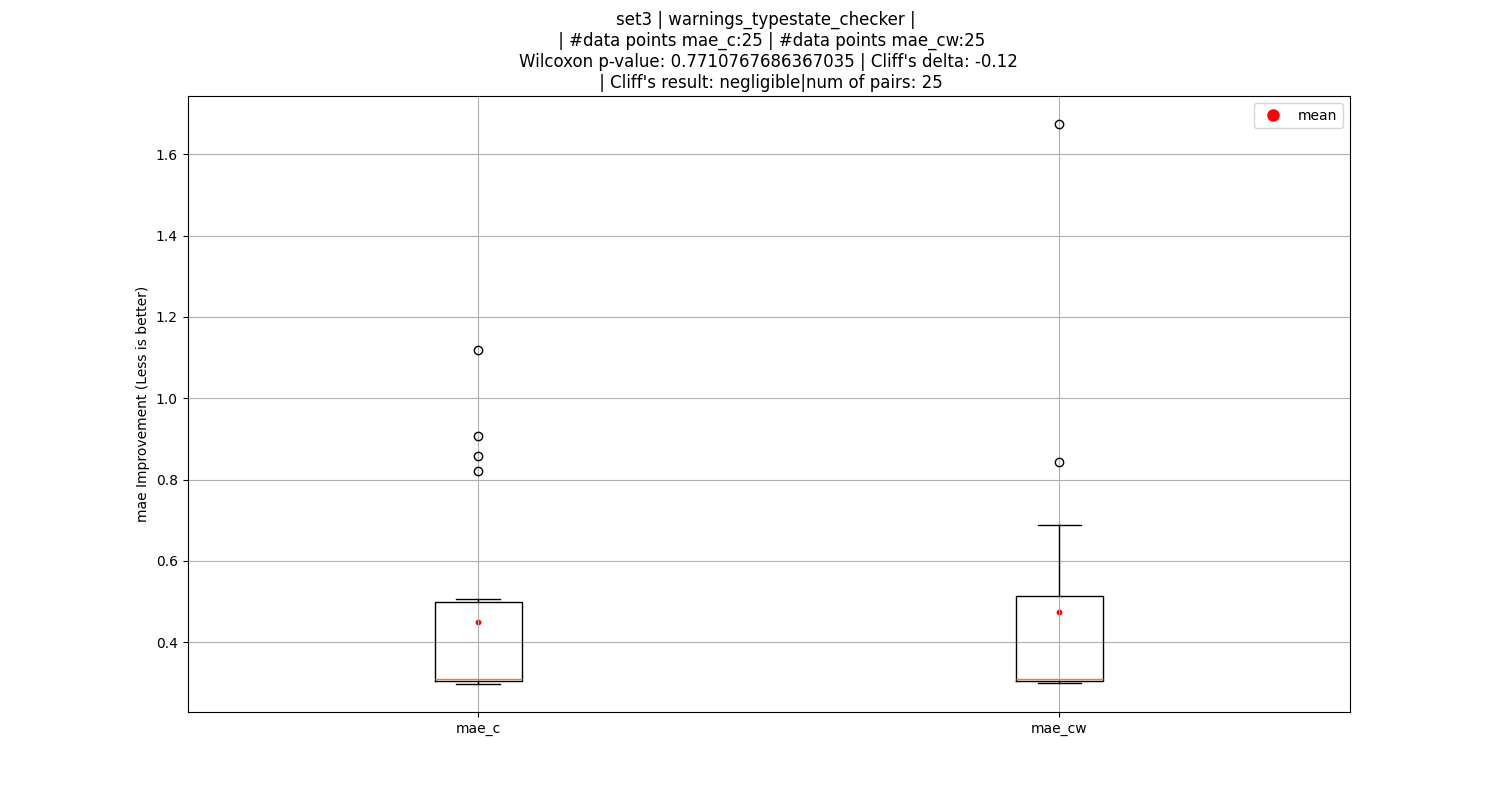 set3 | warnings_typestate_checker |
| #data points mae_c:25 | #data points mae_cw:25
Wilcoxon p-value: 0.7710767686367035 | Cliff's delta: -0.12
| Cliff's result: negligible|num of pairs: 25
mean
mae Improvement (Less is better)
1.6
1.4
1.2
1.0
0.8
0.6
0.4
mae_c
mae_cw